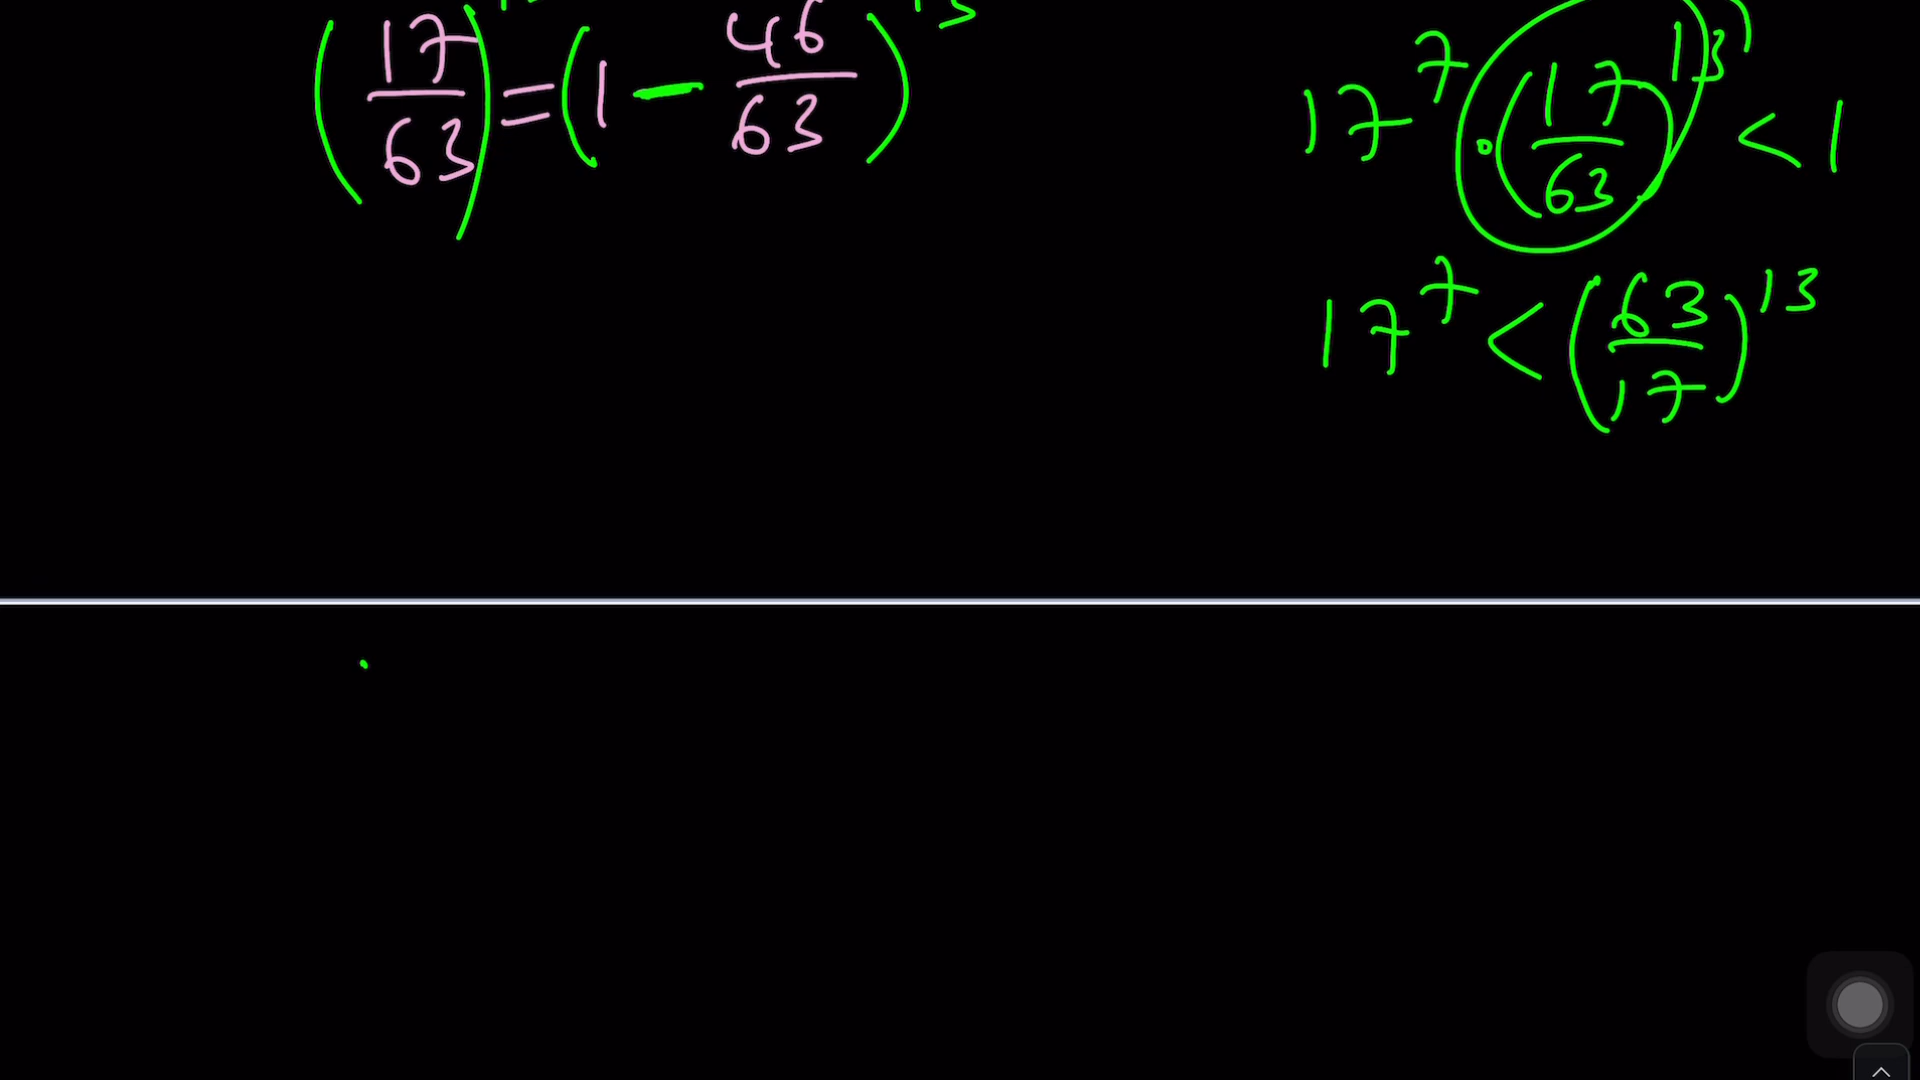 (17/63)^13 = (1 - 46/63)^13
17^7 · (17/63)^13 < 1
17^7 < (63/17)^13